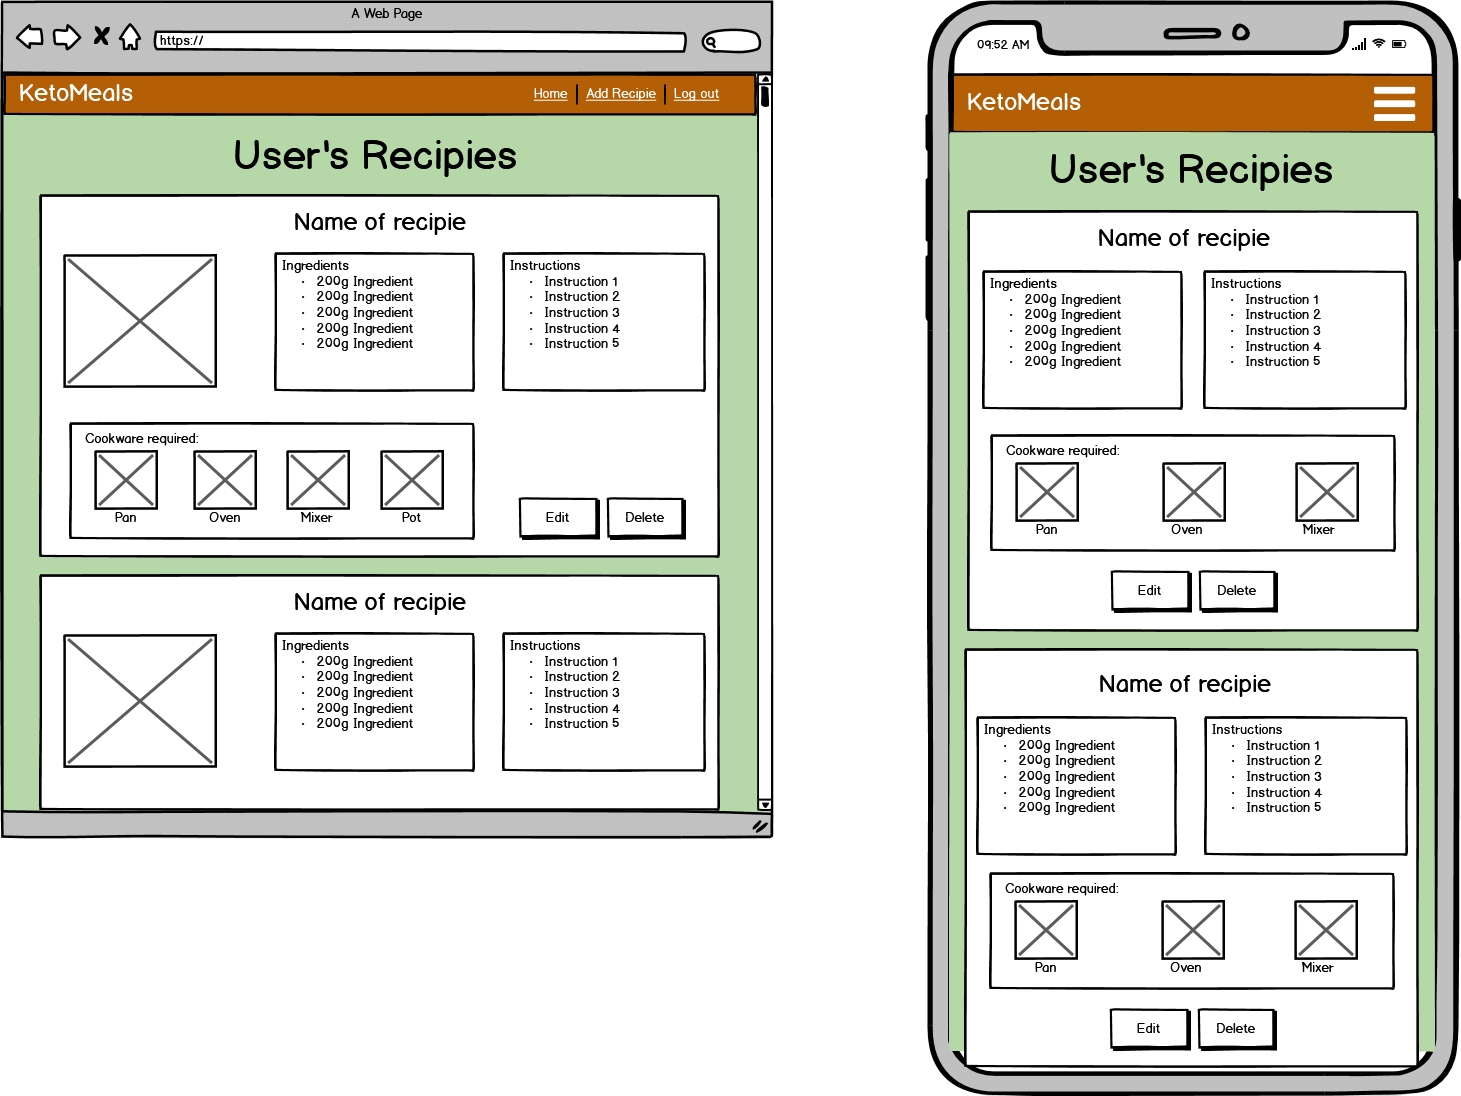 A Web Page
https://
KetoMeals
Home Add Recipie Log out
User's Recipies
Name of recipie
Ingredients
· 200g Ingredient
· 200g Ingredient
· 200g Ingredient
· 200g Ingredient
· 200g Ingredient
Instructions
· Instruction 1
· Instruction 2
· Instruction 3
· Instruction 4
· Instruction 5
Cookware required:
Pan Oven Mixer Pot
Edit Delete
Name of recipie
Ingredients
· 200g Ingredient
· 200g Ingredient
· 200g Ingredient
· 200g Ingredient
· 200g Ingredient
Instructions
· Instruction 1
· Instruction 2
· Instruction 3
· Instruction 4
· Instruction 5
09:52 AM
KetoMeals
User's Recipies
Name of recipie
Ingredients
· 200g Ingredient
· 200g Ingredient
· 200g Ingredient
· 200g Ingredient
· 200g Ingredient
Instructions
· Instruction 1
· Instruction 2
· Instruction 3
· Instruction 4
· Instruction 5
Cookware required:
Pan Oven Mixer
Edit Delete
Name of recipie
Ingredients
· 200g Ingredient
· 200g Ingredient
· 200g Ingredient
· 200g Ingredient
· 200g Ingredient
Instructions
· Instruction 1
· Instruction 2
· Instruction 3
· Instruction 4
· Instruction 5
Cookware required:
Pan Oven Mixer
Edit Delete